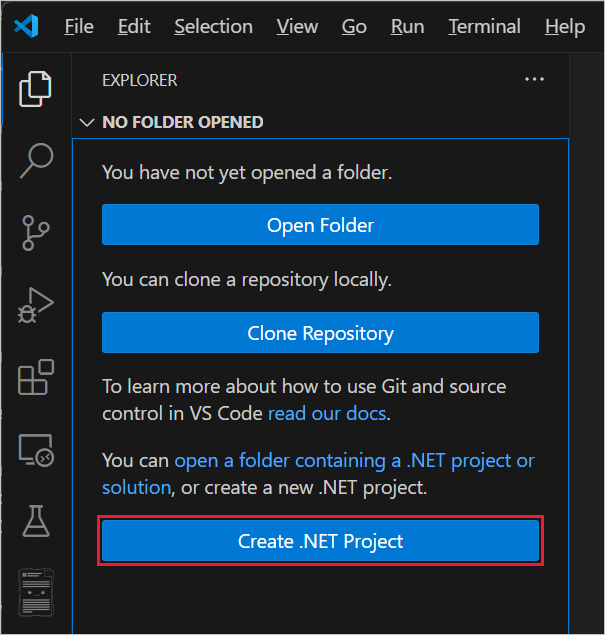 File Edit Selection View Go Run Terminal Help
EXPLORER
NO FOLDER OPENED
You have not yet opened a folder.
Open Folder
You can clone a repository locally.
Clone Repository
To learn more about how to use Git and source
control in VS Code read our docs.
You can open a folder containing a .NET project or
solution, or create a new .NET project.
Create .NET Project